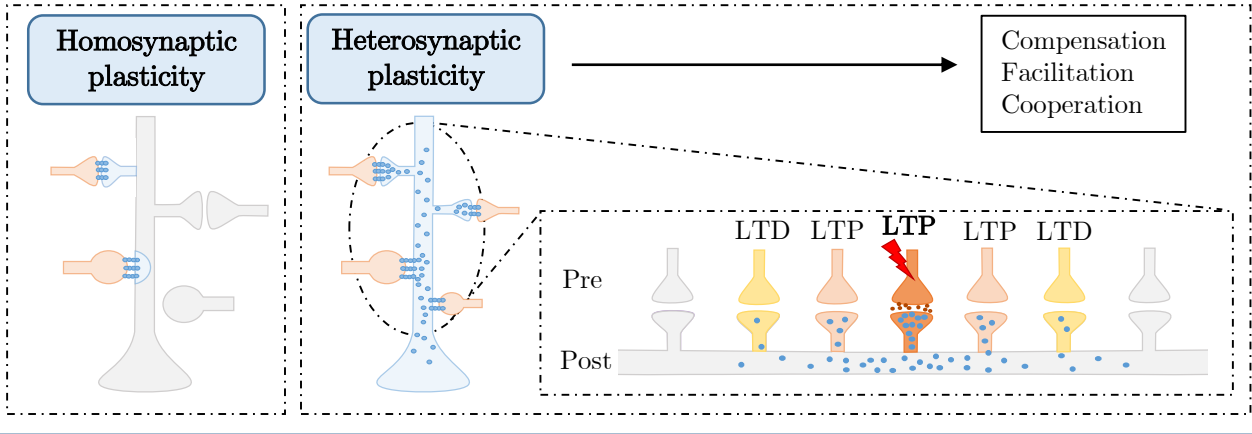 Homosynaptic
plasticity
Heterosynaptic
plasticity
Compensation
Facilitation
Cooperation
LTD LTP LTP LTP LTD
Pre
Post